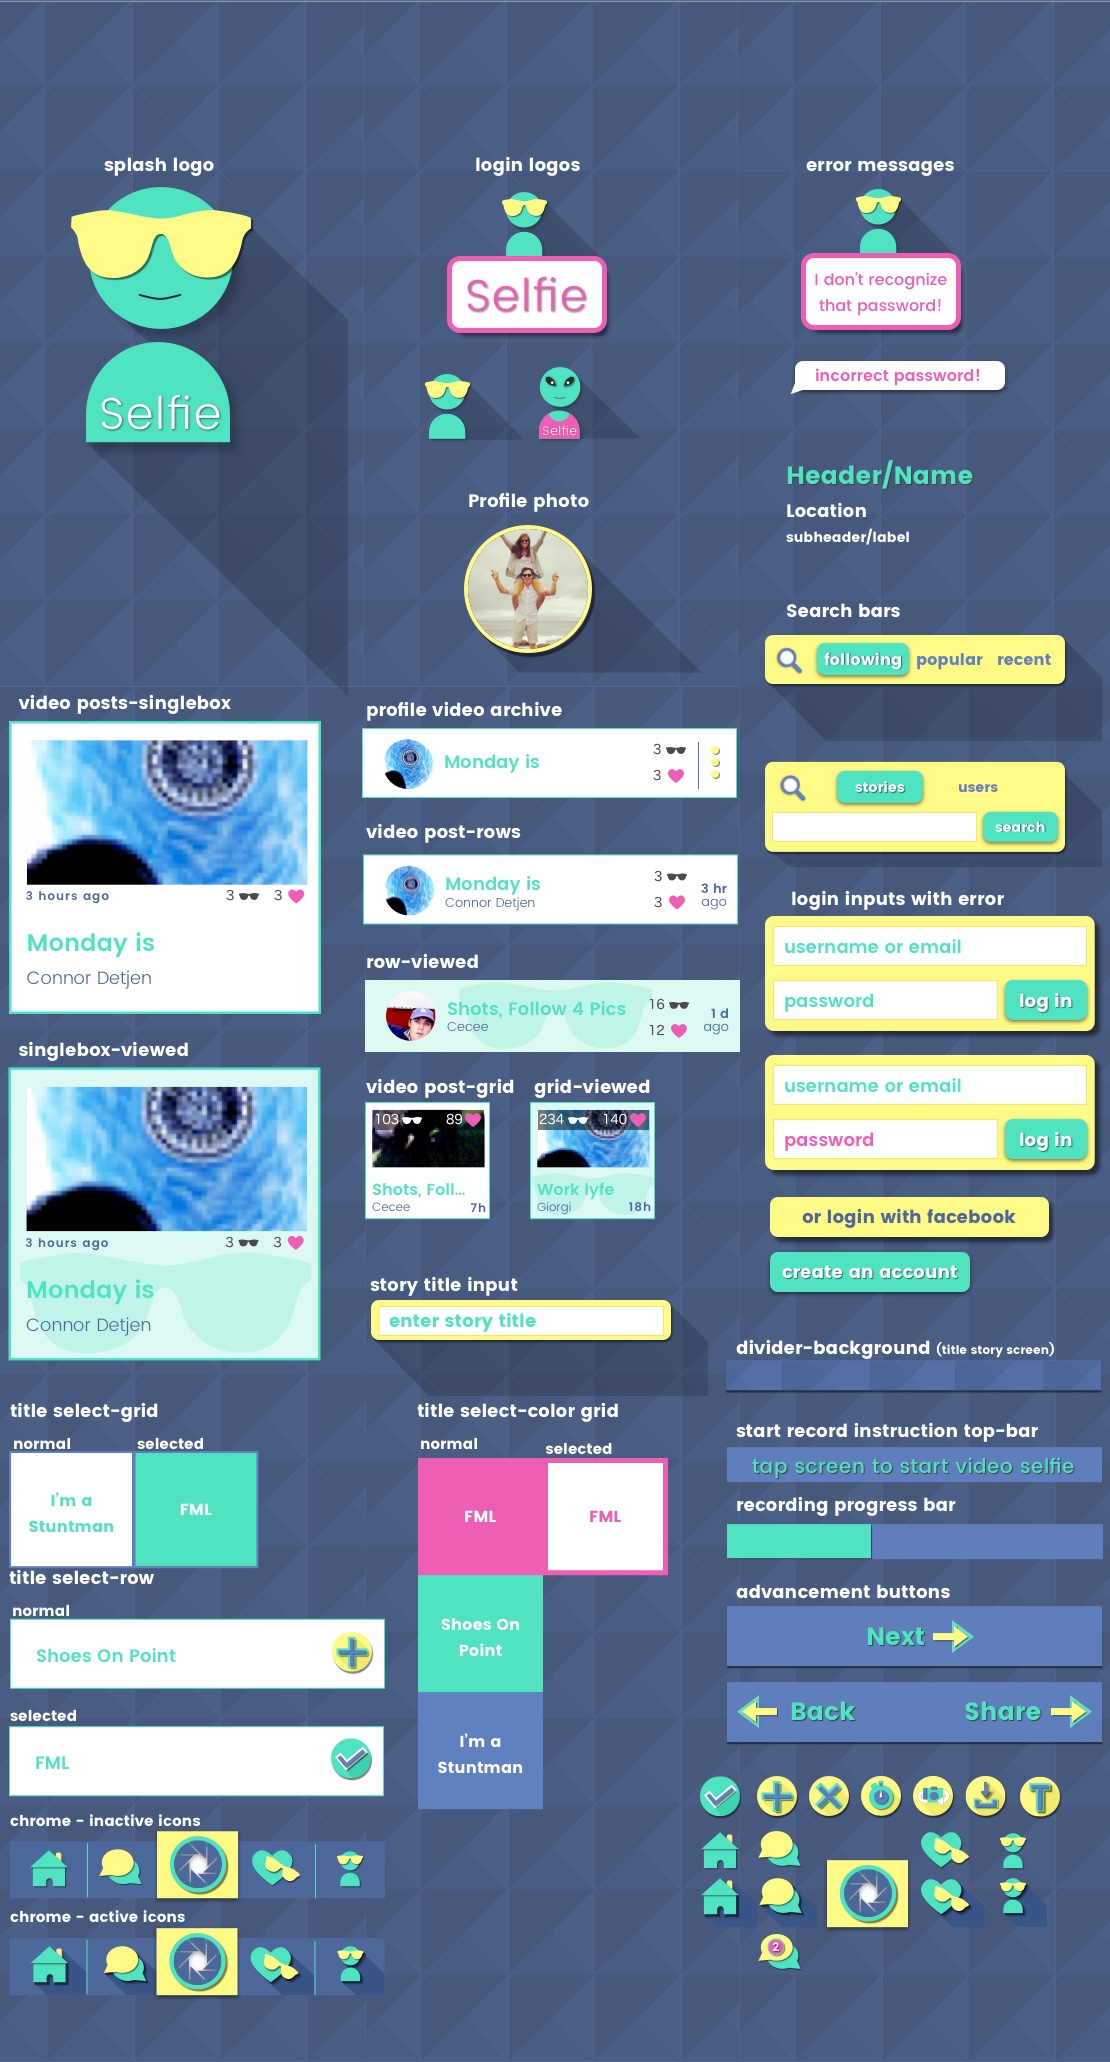 splash logo
Selfie
login logos
Selfie
Selfie
error messages
I don't recognize
that password!
incorrect password!
Header/Name
Location
subheader/label
Profile photo
Search bars
following popular recent
stories users
search
video posts-singlebox
3 hours ago 3 3
Monday is
Connor Detjen
singlebox-viewed
3 hours ago 3 3
Monday is
Connor Detjen
profile video archive
Monday is
3
3
video post-rows
Monday is
Connor Detjen
3
3
3 hr
ago
row-viewed
Shots, Follow 4 Pics
Cecee
16
12
1 d
ago
video post-grid
103 89
Shots, Foll...
Cecee 7h
grid-viewed
234 140
Work lyfe
Giorgi 18h
story title input
enter story title
login inputs with error
username or email
password log in
username or email
password log in
or login with facebook
create an account
divider-background (title story screen)
start record instruction top-bar
tap screen to start video selfie
recording progress bar
advancement buttons
Next
Back Share
title select-grid
normal selected
I'm a
Stuntman
FML
title select-row
normal
Shoes On Point
selected
FML
title select-color grid
normal selected
FML FML
Shoes On
Point
I'm a
Stuntman
chrome - inactive icons
chrome - active icons
T
2